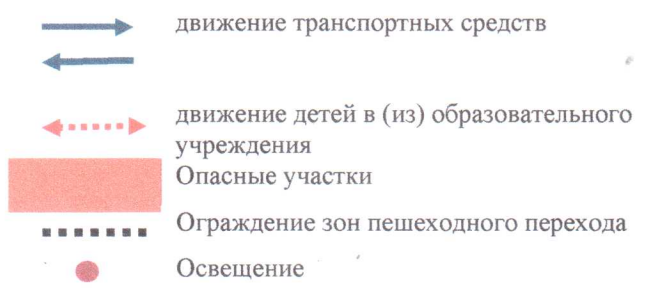 движение транспортных средств
движение детей в (из) образовательного
учреждения
Опасные участки
Ограждение зон пешеходного перехода
Освещение